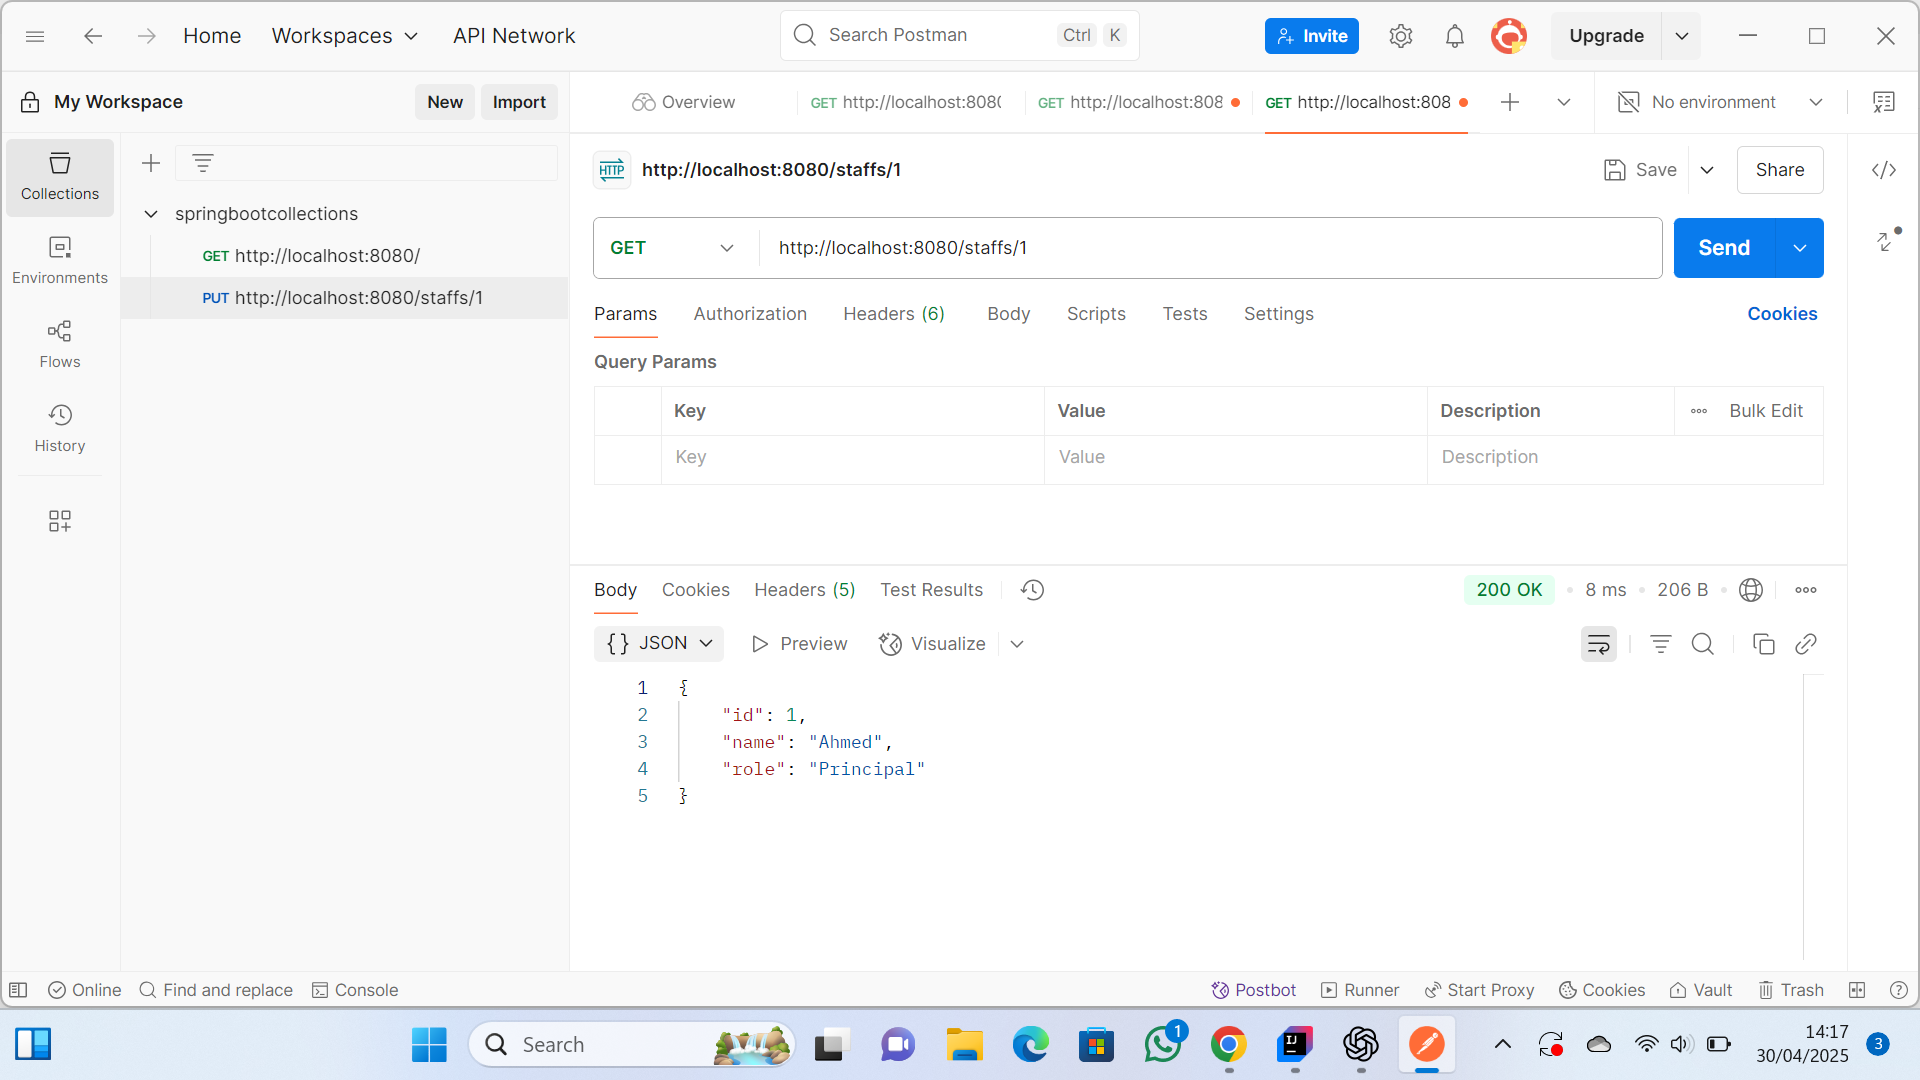 Home
Workspaces
API Network
Search Postman
Ctrl K
Invite
Upgrade
My Workspace
New
Import
Overview
GET http://localhost:8080
GET http://localhost:808
GET http://localhost:808
No environment
Collections
Environments
Flows
History
springbootcollections
GET http://localhost:8080/
PUT http://localhost:8080/staffs/1
HTTP
http://localhost:8080/staffs/1
Save
Share
GET
http://localhost:8080/staffs/1
Send
Params
Authorization
Headers (6)
Body
Scripts
Tests
Settings
Cookies
Query Params
Key
Value
Description
Bulk Edit
Key
Value
Description
Body
Cookies
Headers (5)
Test Results
200 OK
8 ms
206 B
{} JSON
Preview
Visualize
1 {
2 "id": 1,
3 "name": "Ahmed",
4 "role": "Principal"
5 }
Online
Find and replace
Console
Postbot
Runner
Start Proxy
Cookies
Vault
Trash
Search
1
IJ
14:17
30/04/2025
3